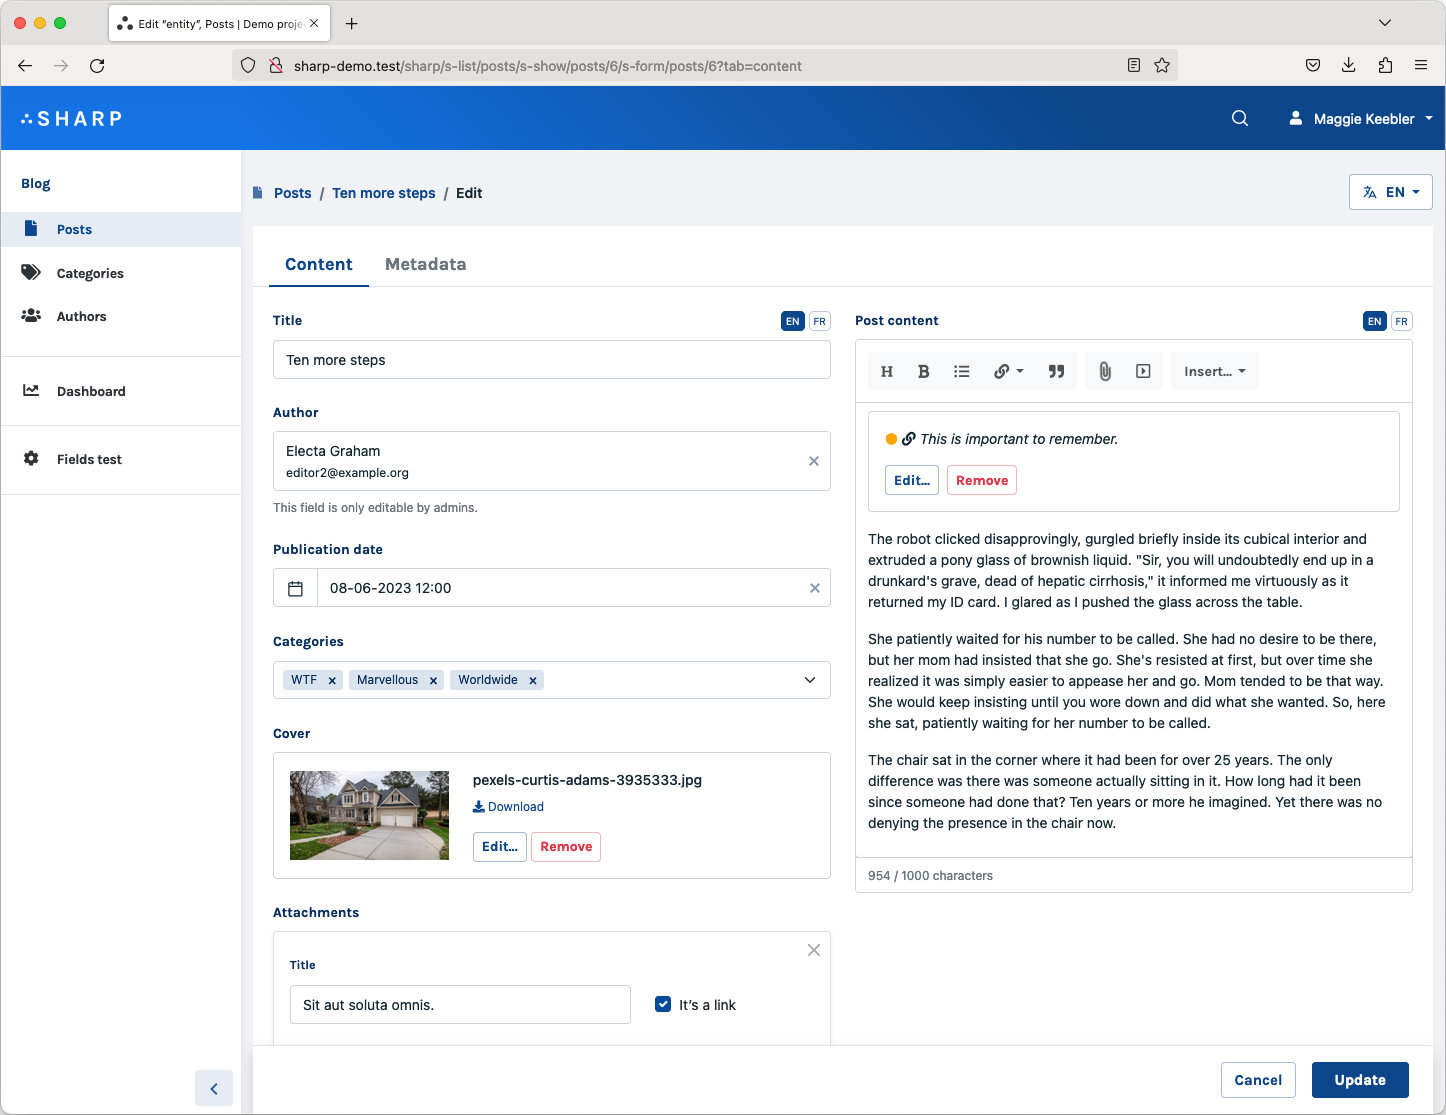 Edit “entity”, Posts | Demo proje
sharp-demo.test/sharp/s-list/posts/s-show/posts/6/s-form/posts/6?tab=content
SHARP
Maggie Keebler
Blog
Posts
Categories
Authors
Dashboard
Fields test
Posts / Ten more steps / Edit
EN
Content
Metadata
Title
EN FR
Ten more steps
Author
Electa Graham
editor2@example.org
This field is only editable by admins.
Publication date
08-06-2023 12:00
Categories
WTF × Marvellous × Worldwide ×
Cover
pexels-curtis-adams-3935333.jpg
Download
Edit... Remove
Attachments
Title
Sit aut soluta omnis.
It's a link
Post content
EN FR
H B Insert...
This is important to remember.
Edit... Remove
The robot clicked disapprovingly, gurgled briefly inside its cubical interior and
extruded a pony glass of brownish liquid. "Sir, you will undoubtedly end up in a
drunkard's grave, dead of hepatic cirrhosis," it informed me virtuously as it
returned my ID card. I glared as I pushed the glass across the table.
She patiently waited for his number to be called. She had no desire to be there,
but her mom had insisted that she go. She's resisted at first, but over time she
realized it was simply easier to appease her and go. Mom tended to be that way.
She would keep insisting until you wore down and did what she wanted. So, here
she sat, patiently waiting for her number to be called.
The chair sat in the corner where it had been for over 25 years. The only
difference was there was someone actually sitting in it. How long had it been
since someone had done that? Ten years or more he imagined. Yet there was no
denying the presence in the chair now.
954 / 1000 characters
Cancel
Update